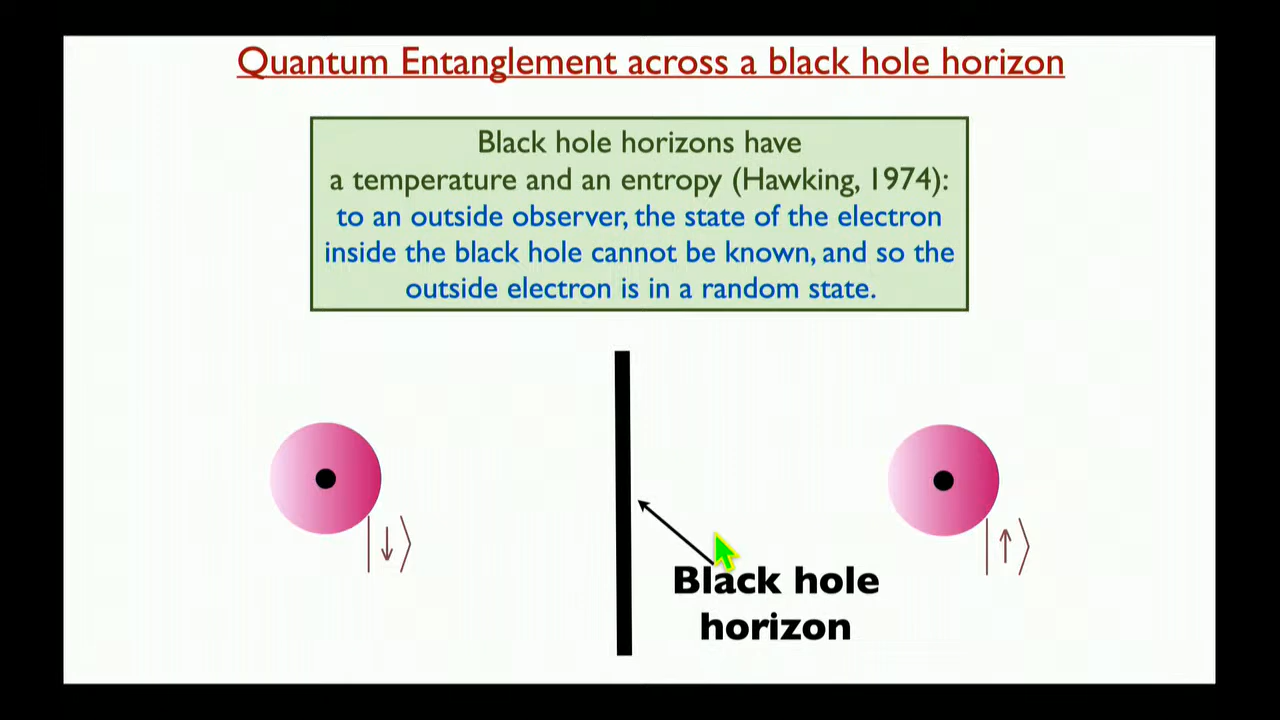 Quantum Entanglement across a black hole horizon
Black hole horizons have
a temperature and an entropy (Hawking, 1974):
to an outside observer, the state of the electron
inside the black hole cannot be known, and so the
outside electron is in a random state.
|↓⟩
|↑⟩
Black hole
horizon